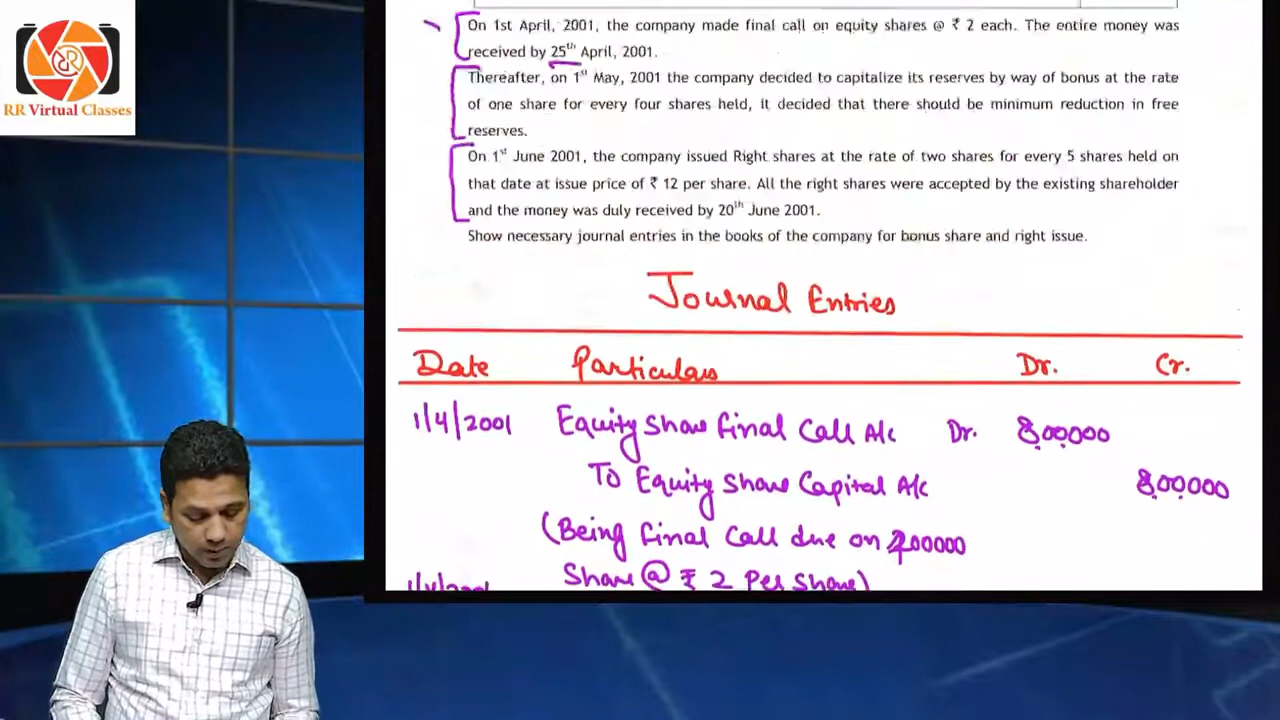 RR Virtual Classes
On 1st April, 2001, the company made final call on equity shares @ ₹ 2 each. The entire money was
received by 25th April, 2001.
Thereafter, on 1st May, 2001 the company decided to capitalize its reserves by way of bonus at the rate
of one share for every four shares held, it decided that there should be minimum reduction in free
reserves.
On 1st June 2001, the company issued Right shares at the rate of two shares for every 5 shares held on
that date at issue price of ₹ 12 per share. All the right shares were accepted by the existing shareholder
and the money was duly received by 20th June 2001.
Show necessary journal entries in the books of the company for bonus share and right issue.
Journal Entries
Date Particulars Dr. Cr.
1/4/2001 Equity Share Final Call A/c Dr. 8,00,000
To Equity Share Capital A/c 8,00,000
(Being Final Call due on 400000
Share @ ₹ 2 Per Share)